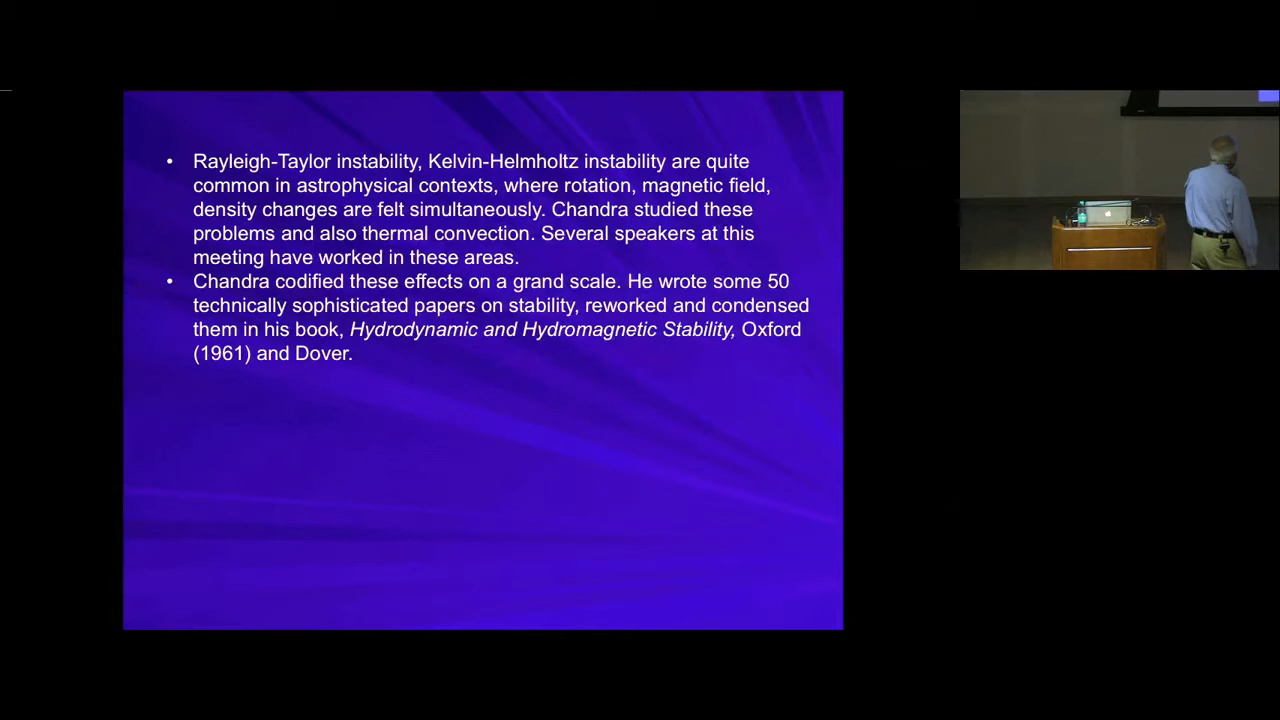 • Rayleigh-Taylor instability, Kelvin-Helmholtz instability are quite
common in astrophysical contexts, where rotation, magnetic field,
density changes are felt simultaneously. Chandra studied these
problems and also thermal convection. Several speakers at this
meeting have worked in these areas.
• Chandra codified these effects on a grand scale. He wrote some 50
technically sophisticated papers on stability, reworked and condensed
them in his book, Hydrodynamic and Hydromagnetic Stability, Oxford
(1961) and Dover.